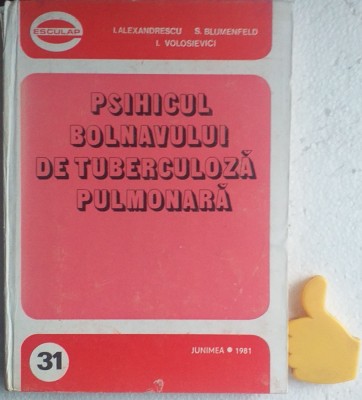 ESCULAP
I.ALEXANDRESCU S. BLUMENFELD
I. VOLOSIEVICI
PSIHICUL
BOLNAVULUI
DE TUBERCULOZĂ
PULMONARĂ
31
JUNIMEA • 1981